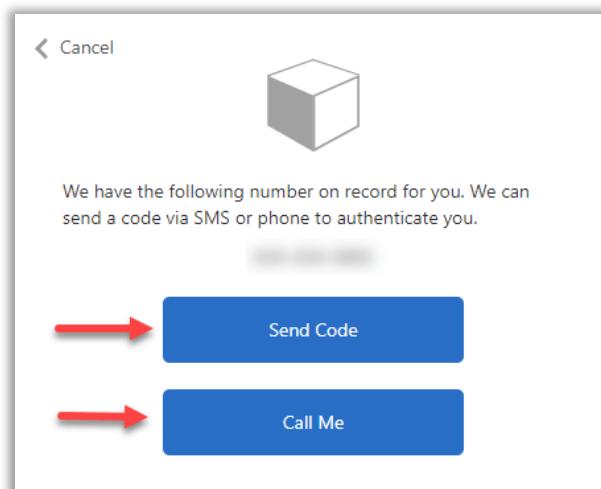 Cancel
We have the following number on record for you. We can
send a code via SMS or phone to authenticate you.
Send Code
Call Me